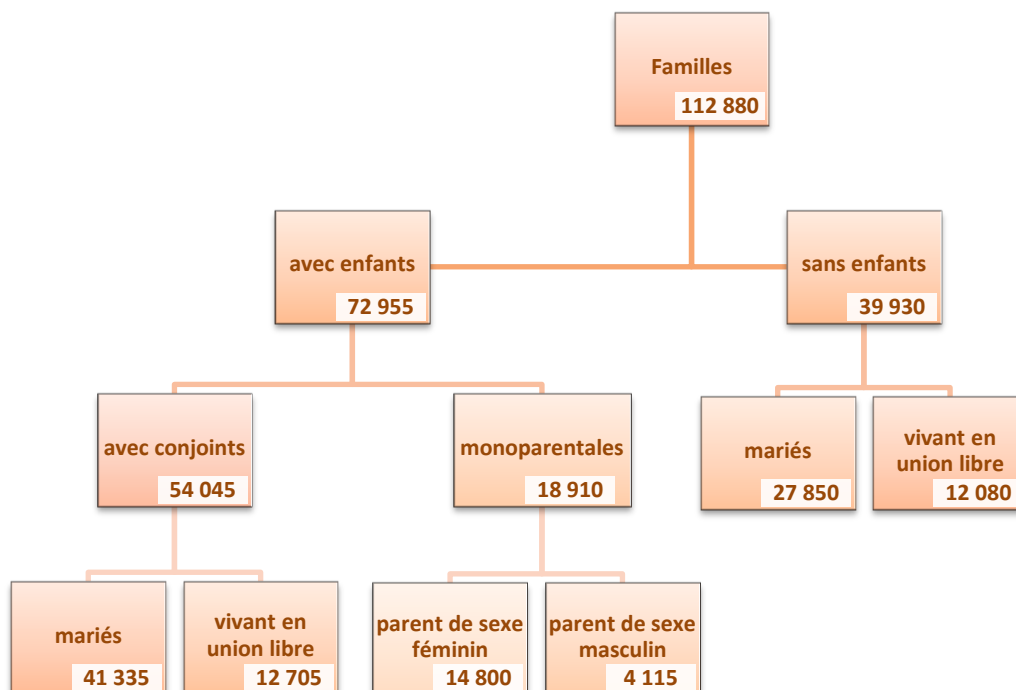 Familles
112 880
avec enfants
72 955
sans enfants
39 930
avec conjoints
54 045
monoparentales
18 910
mariés
27 850
vivant en
union libre
12 080
mariés
41 335
vivant en
union libre
12 705
parent de sexe
féminin
14 800
parent de sexe
masculin
4 115